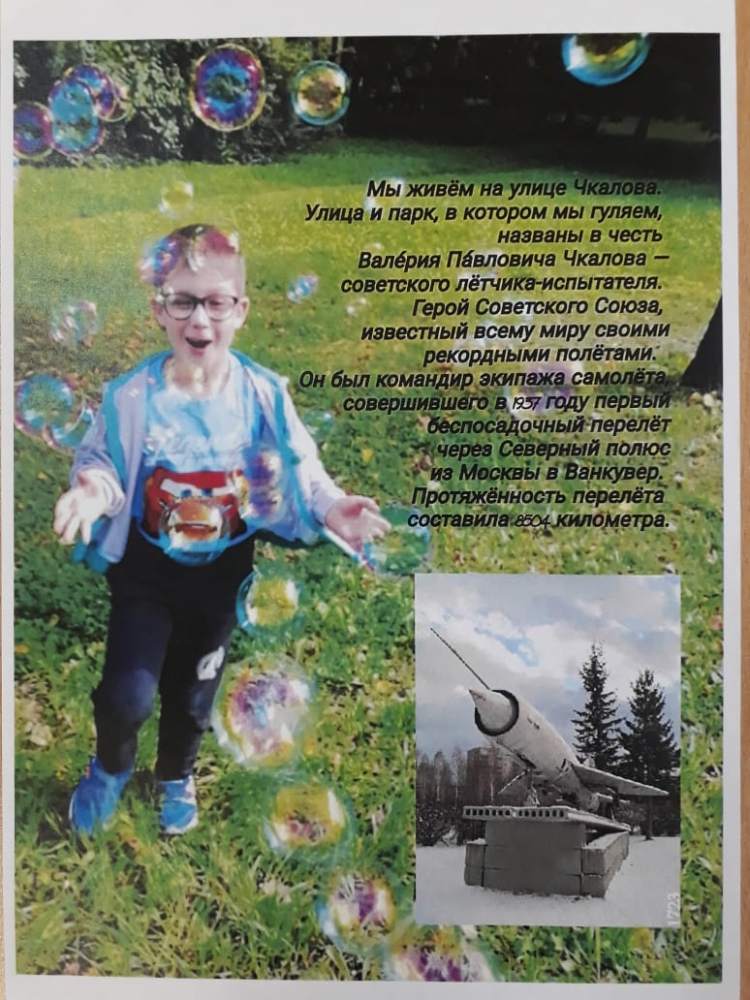 Мы живём на улице Чкалова.
Улица и парк, в котором мы гуляем,
названы в честь
Вале́рия Па́вловича Чкалова —
советского лётчика-испытателя.
Герой Советского Союза,
известный всему миру своими
рекордными полётами.
Он был командир экипажа самолёта,
совершившего в 1937 году первый
беспосадочный перелёт
через Северный полюс
из Москвы в Ванкувер.
Протяжённость перелёта
составила 8504 километра.
1723